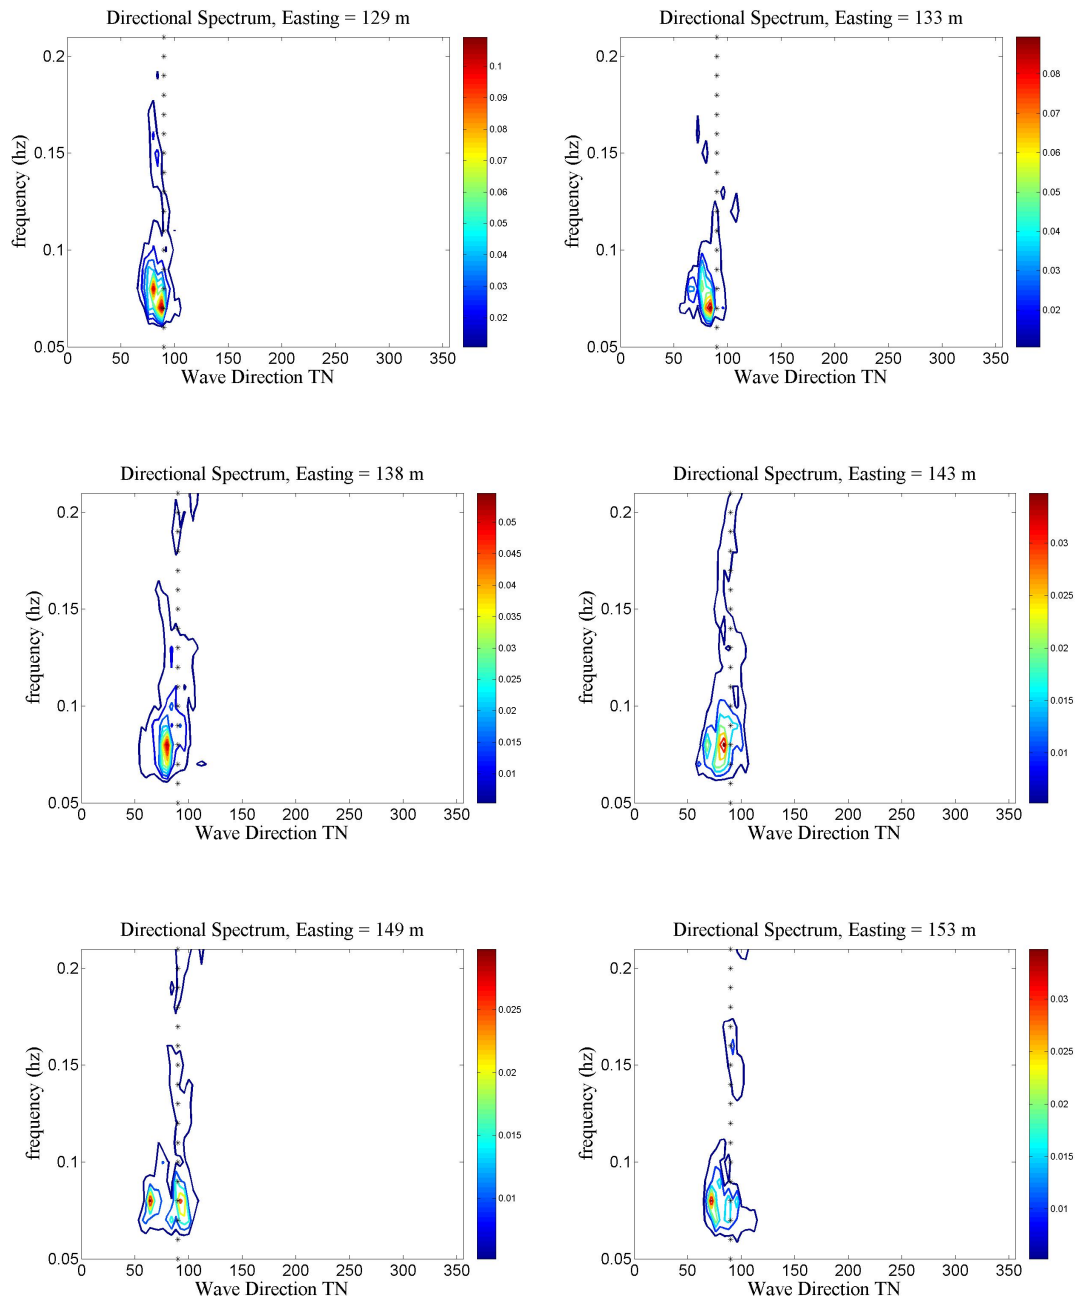 Directional Spectrum, Easting = 129 m
frequency (hz)
0.2
0.15
0.1
0.05
0 50 100 150 200 250 300 350
Wave Direction TN
0.1
0.09
0.08
0.07
0.06
0.05
0.04
0.03
0.02
Directional Spectrum, Easting = 133 m
frequency (hz)
0.2
0.15
0.1
0.05
0 50 100 150 200 250 300 350
Wave Direction TN
0.08
0.07
0.06
0.05
0.04
0.03
0.02
Directional Spectrum, Easting = 138 m
frequency (hz)
0.2
0.15
0.1
0.05
0 50 100 150 200 250 300 350
Wave Direction TN
0.05
0.045
0.04
0.035
0.03
0.025
0.02
0.015
0.01
Directional Spectrum, Easting = 143 m
frequency (hz)
0.2
0.15
0.1
0.05
0 50 100 150 200 250 300 350
Wave Direction TN
0.03
0.025
0.02
0.015
0.01
Directional Spectrum, Easting = 149 m
frequency (hz)
0.2
0.15
0.1
0.05
0 50 100 150 200 250 300 350
Wave Direction TN
0.025
0.02
0.015
0.01
Directional Spectrum, Easting = 153 m
frequency (hz)
0.2
0.15
0.1
0.05
0 50 100 150 200 250 300 350
Wave Direction TN
0.03
0.025
0.02
0.015
0.01